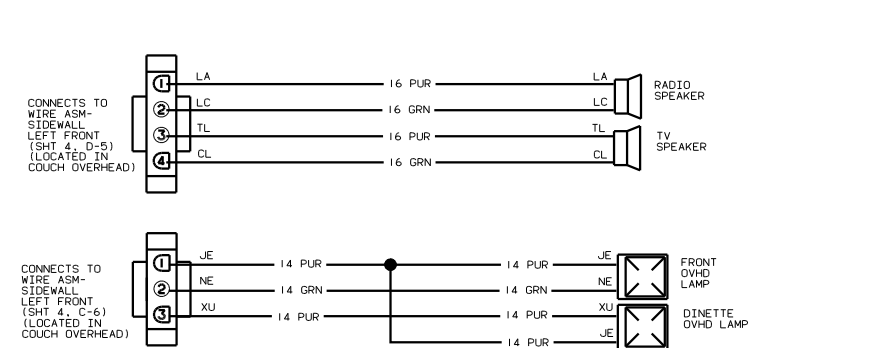 LA 16 PUR LA
LC 16 GRN LC
TL 16 PUR TL
CL 16 GRN CL
1
2
3
4
RADIO
SPEAKER
TV
SPEAKER
CONNECTS TO
WIRE ASM-
SIDEWALL
LEFT FRONT
(SHT 4, D-5)
(LOCATED IN
COUCH OVERHEAD)
JE 14 PUR 14 PUR JE
NE 14 GRN 14 GRN NE
XU 14 PUR 14 PUR XU
14 PUR JE
1
2
3
FRONT
OVHD
LAMP
DINETTE
OVHD LAMP
CONNECTS TO
WIRE ASM-
SIDEWALL
LEFT FRONT
(SHT 4, C-6)
(LOCATED IN
COUCH OVERHEAD)